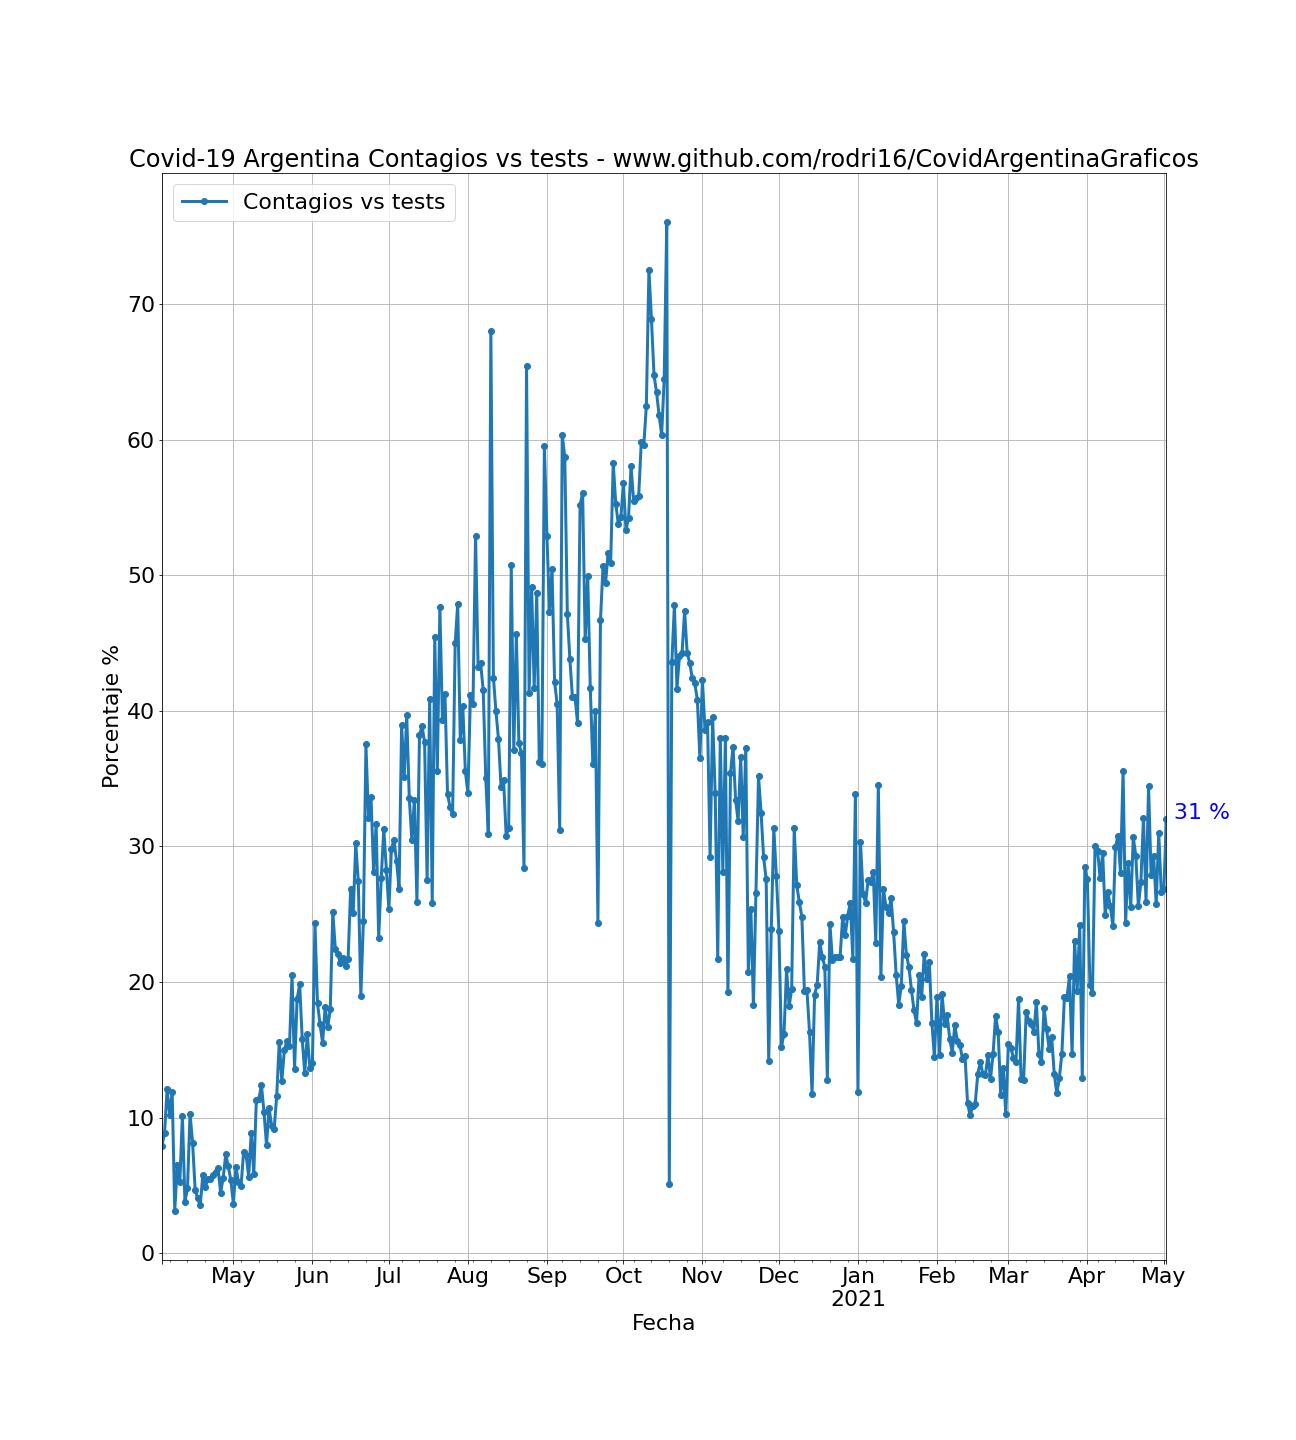 Covid-19 Argentina Contagios vs tests - www.github.com/rodri16/CovidArgentinaGraficos
Contagios vs tests
70
60
50
40
30
20
10
0
Porcentaje %
31 %
May Jun Jul Aug Sep Oct Nov Dec Jan Feb Mar Apr May
2021
Fecha